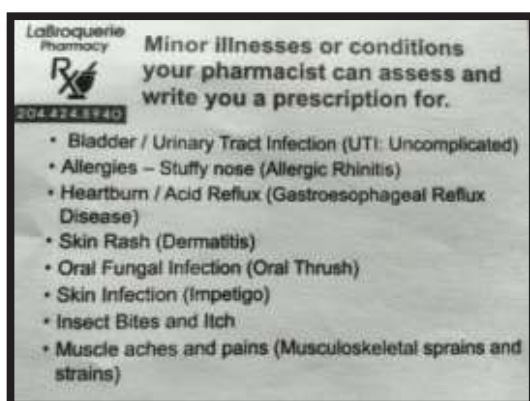 LaBroquerie
Pharmacy
Rx
204.424.8940
Minor illnesses or conditions
your pharmacist can assess and
write you a prescription for.
• Bladder / Urinary Tract Infection (UTI: Uncomplicated)
• Allergies – Stuffy nose (Allergic Rhinitis)
• Heartburn / Acid Reflux (Gastroesophageal Reflux
Disease)
• Skin Rash (Dermatitis)
• Oral Fungal Infection (Oral Thrush)
• Skin Infection (Impetigo)
• Insect Bites and Itch
• Muscle aches and pains (Musculoskeletal sprains and
strains)